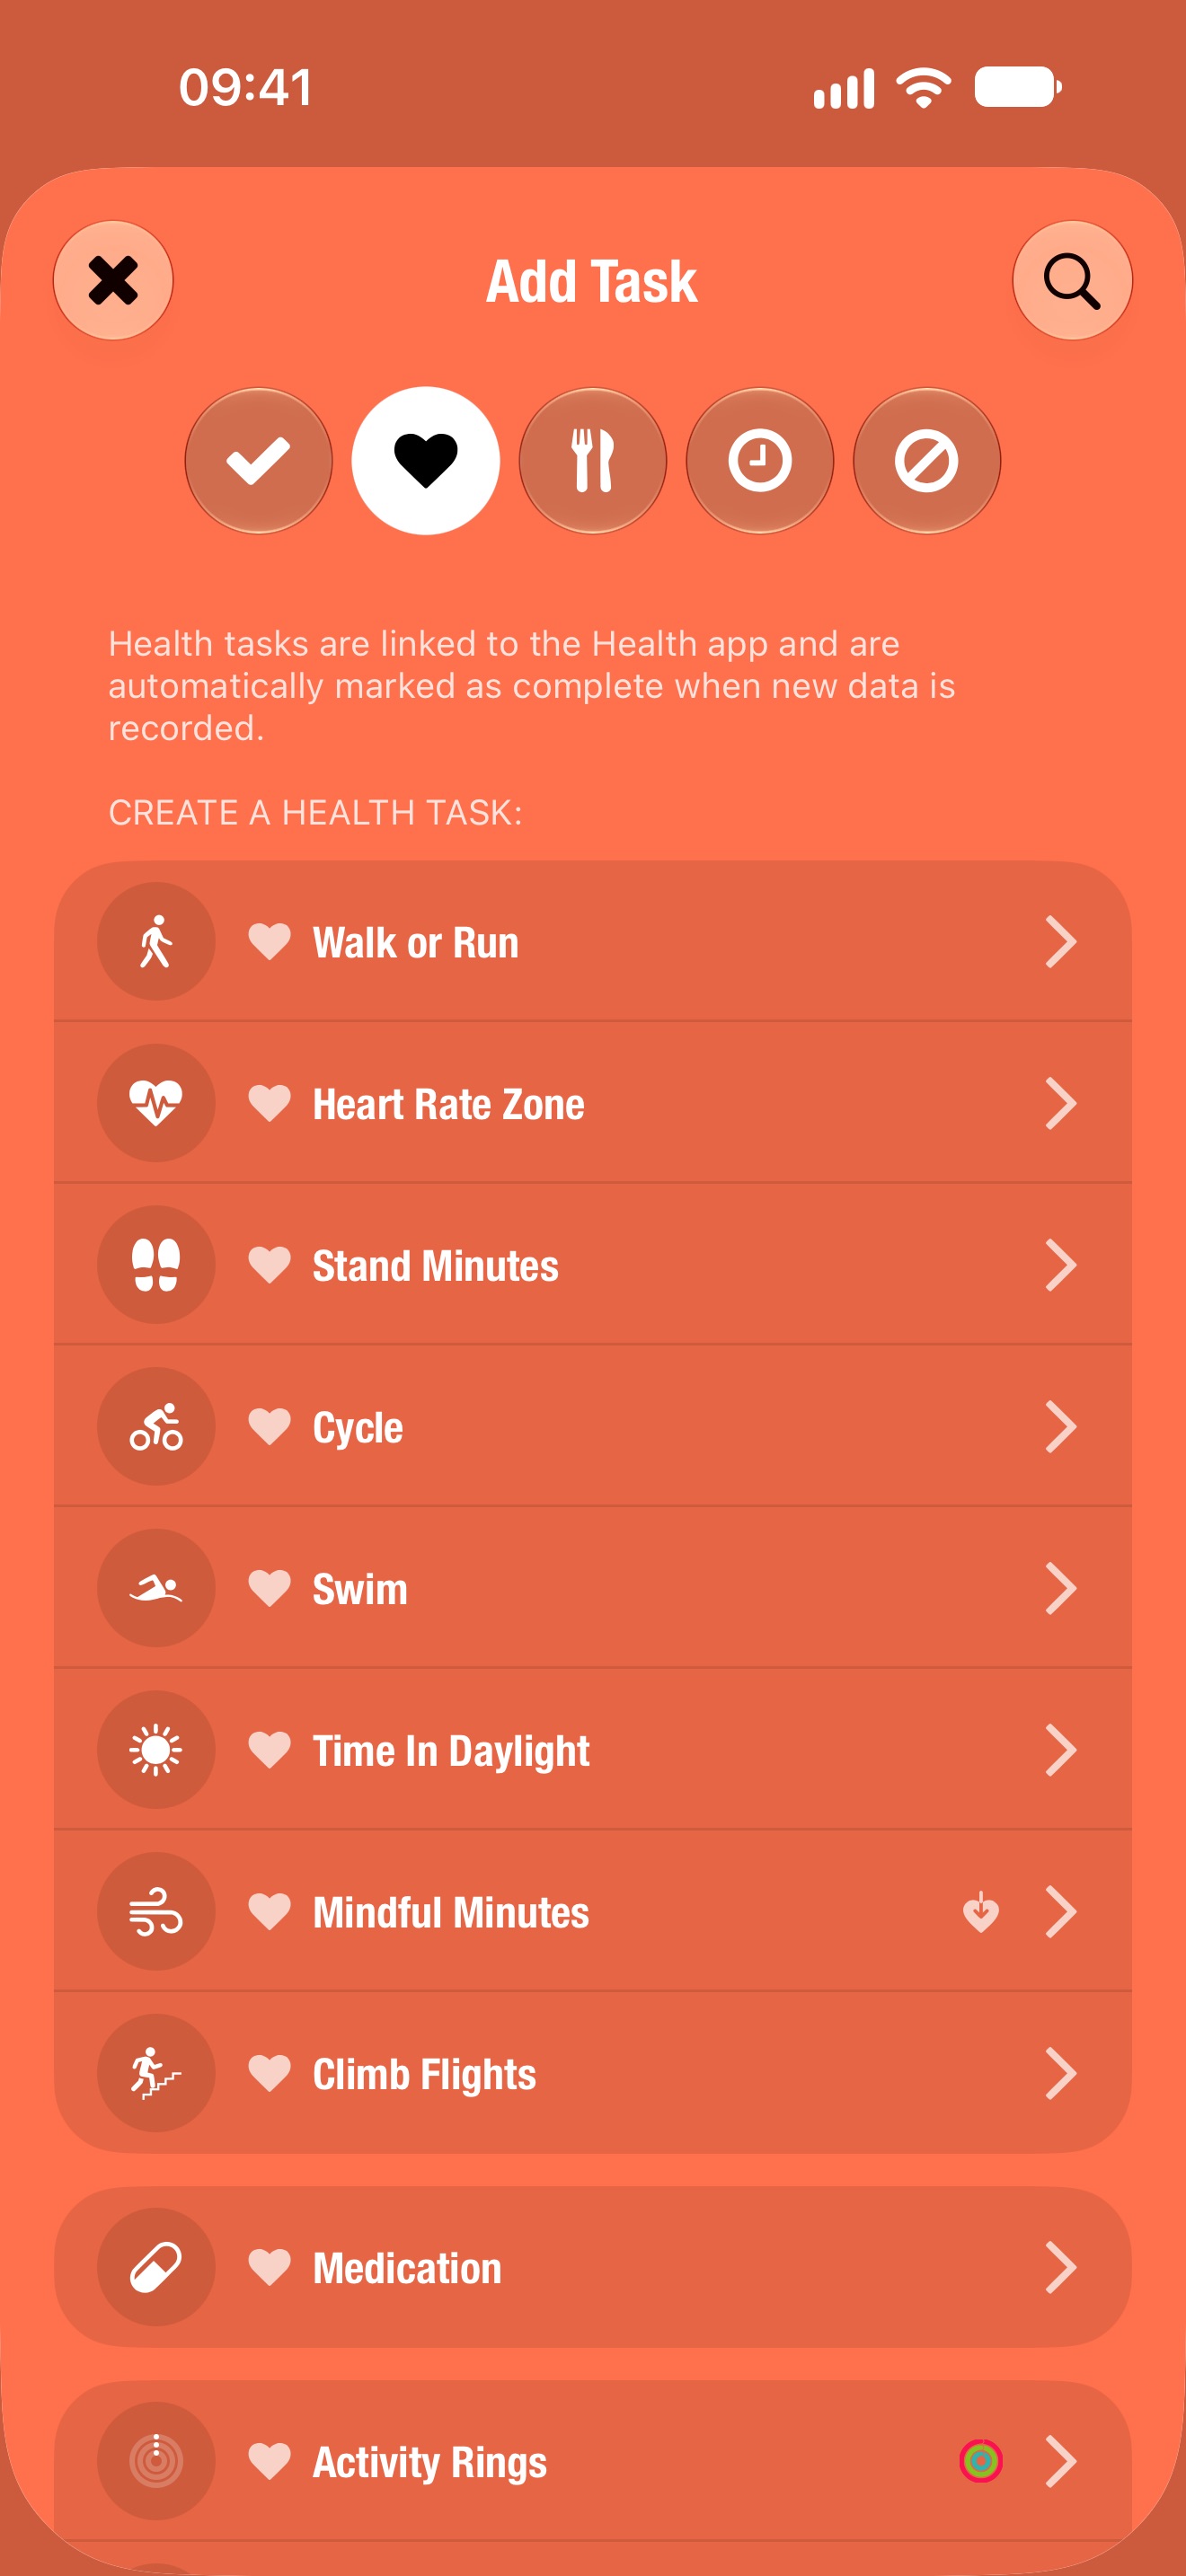 09:41
Add Task
Health tasks are linked to the Health app and are
automatically marked as complete when new data is
recorded.
CREATE A HEALTH TASK:
Walk or Run
Heart Rate Zone
Stand Minutes
Cycle
Swim
Time In Daylight
Mindful Minutes
Climb Flights
Medication
Activity Rings